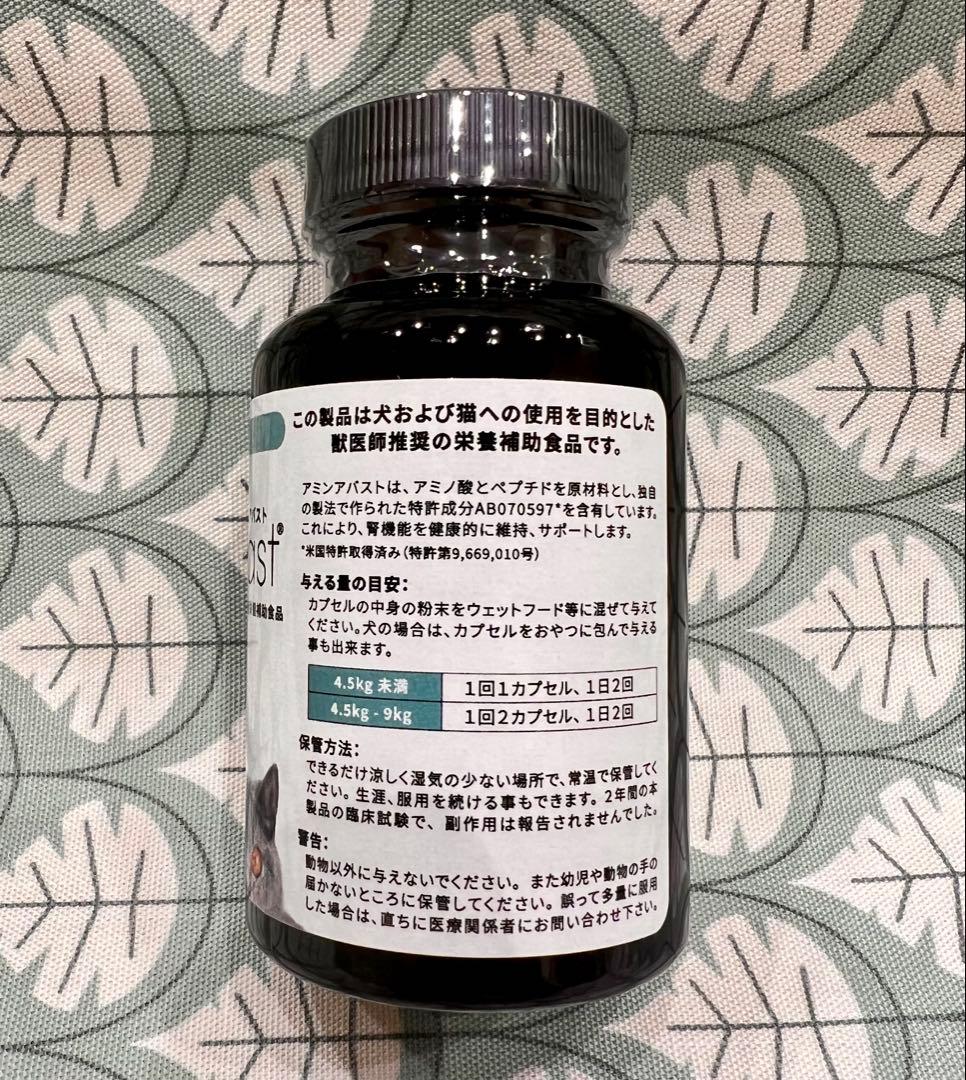 この製品は犬および猫への使用を目的とした
獣医師推奨の栄養補助食品です。
アミンアバストは、アミノ酸とペプチドを原材料とし、独自
の製法で作られた特許成分AB070597*を含有しています。
これにより、腎機能を健康的に維持、サポートします。
*米国特許取得済み（特許第9,669,010号）
与える量の目安：
カプセルの中身の粉末をウェットフード等に混ぜて与えて
ください。犬の場合は、カプセルをおやつに包んで与える
事も出来ます。
4.5kg 未満 1回1カプセル、1日2回
4.5kg - 9kg 1回2カプセル、1日2回
保管方法：
できるだけ涼しく湿気の少ない場所で、常温で保管してく
ださい。生涯、服用を続ける事もできます。2年間の本
製品の臨床試験で、副作用は報告されませんでした。
警告：
動物以外に与えないでください。また幼児や動物の手の
届かないところに保管してください。誤って多量に服用
した場合は、直ちに医療関係者にお問い合わせ下さい。
バスト
ast®
補助食品